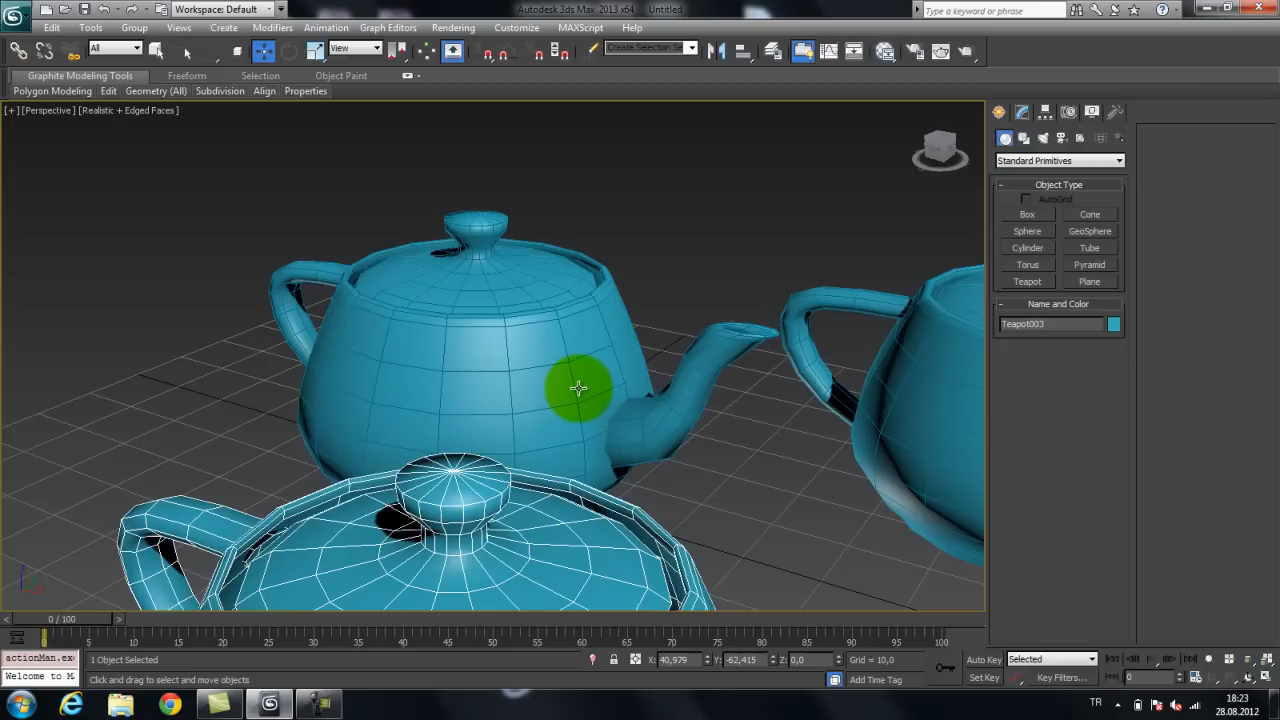 Workspace: Default
Autodesk 3ds Max 2013 x64 Untitled
Type a keyword or phrase
Edit Tools Group Views Create Modifiers Animation Graph Editors Rendering Customize MAXScript Help
All View Create Selection Se
Graphite Modeling Tools Freeform Selection Object Paint
Polygon Modeling Edit Geometry (All) Subdivision Align Properties
[+] [Perspective] [Realistic + Edged Faces]
Standard Primitives
- Object Type
AutoGrid
Box Cone
Sphere GeoSphere
Cylinder Tube
Torus Pyramid
Teapot Plane
- Name and Color
Teapot003
< 0 / 100 >
0 5 10 15 20 25 30 35 40 45 50 55 60 65 70 75 80 85 90 95 100
actionMan.ex 1 Object Selected X: 40,979 Y: -62,415 Z: 0,0 Grid = 10,0 Auto Key Selected
Welcome to M Click and drag to select and move objects Add Time Tag Set Key Key Filters... 0
TR 18:23
28.08.2012